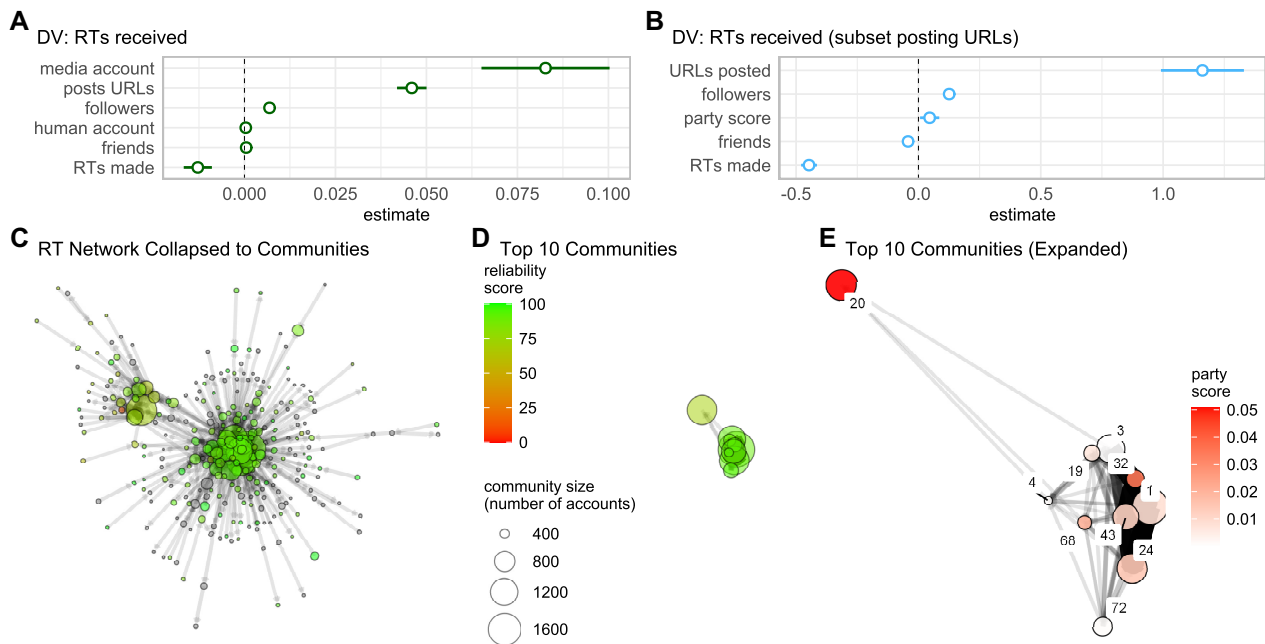 A
DV: RTs received
media account
posts URLs
followers
human account
friends
RTs made
0.000
0.025
0.050
0.075
0.100
estimate
B
DV: RTs received (subset posting URLs)
URLs posted
followers
party score
friends
RTs made
-0.5
0.0
0.5
1.0
estimate
C
RT Network Collapsed to Communities
D
Top 10 Communities
reliability
score
100
75
50
25
0
community size
(number of accounts)
400
800
1200
1600
E
Top 10 Communities (Expanded)
20
3
19
32
4
1
68
43
24
72
party
score
0.05
0.04
0.03
0.02
0.01